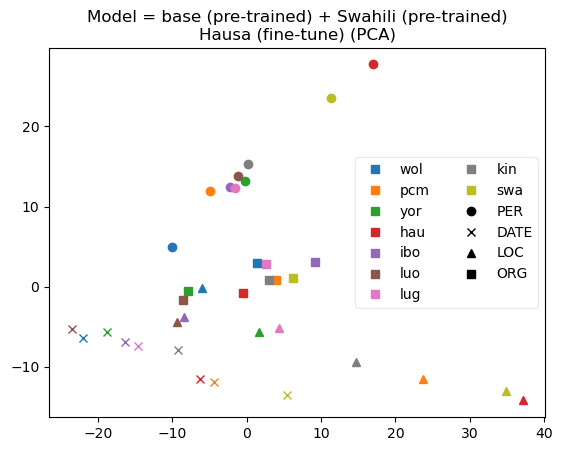 Model = base (pre-trained) + Swahili (pre-trained)
Hausa (fine-tune) (PCA)
20
10
0
−10
−20
−10
0
10
20
30
40
wol
pcm
yor
hau
ibo
luo
lug
kin
swa
PER
DATE
LOC
ORG